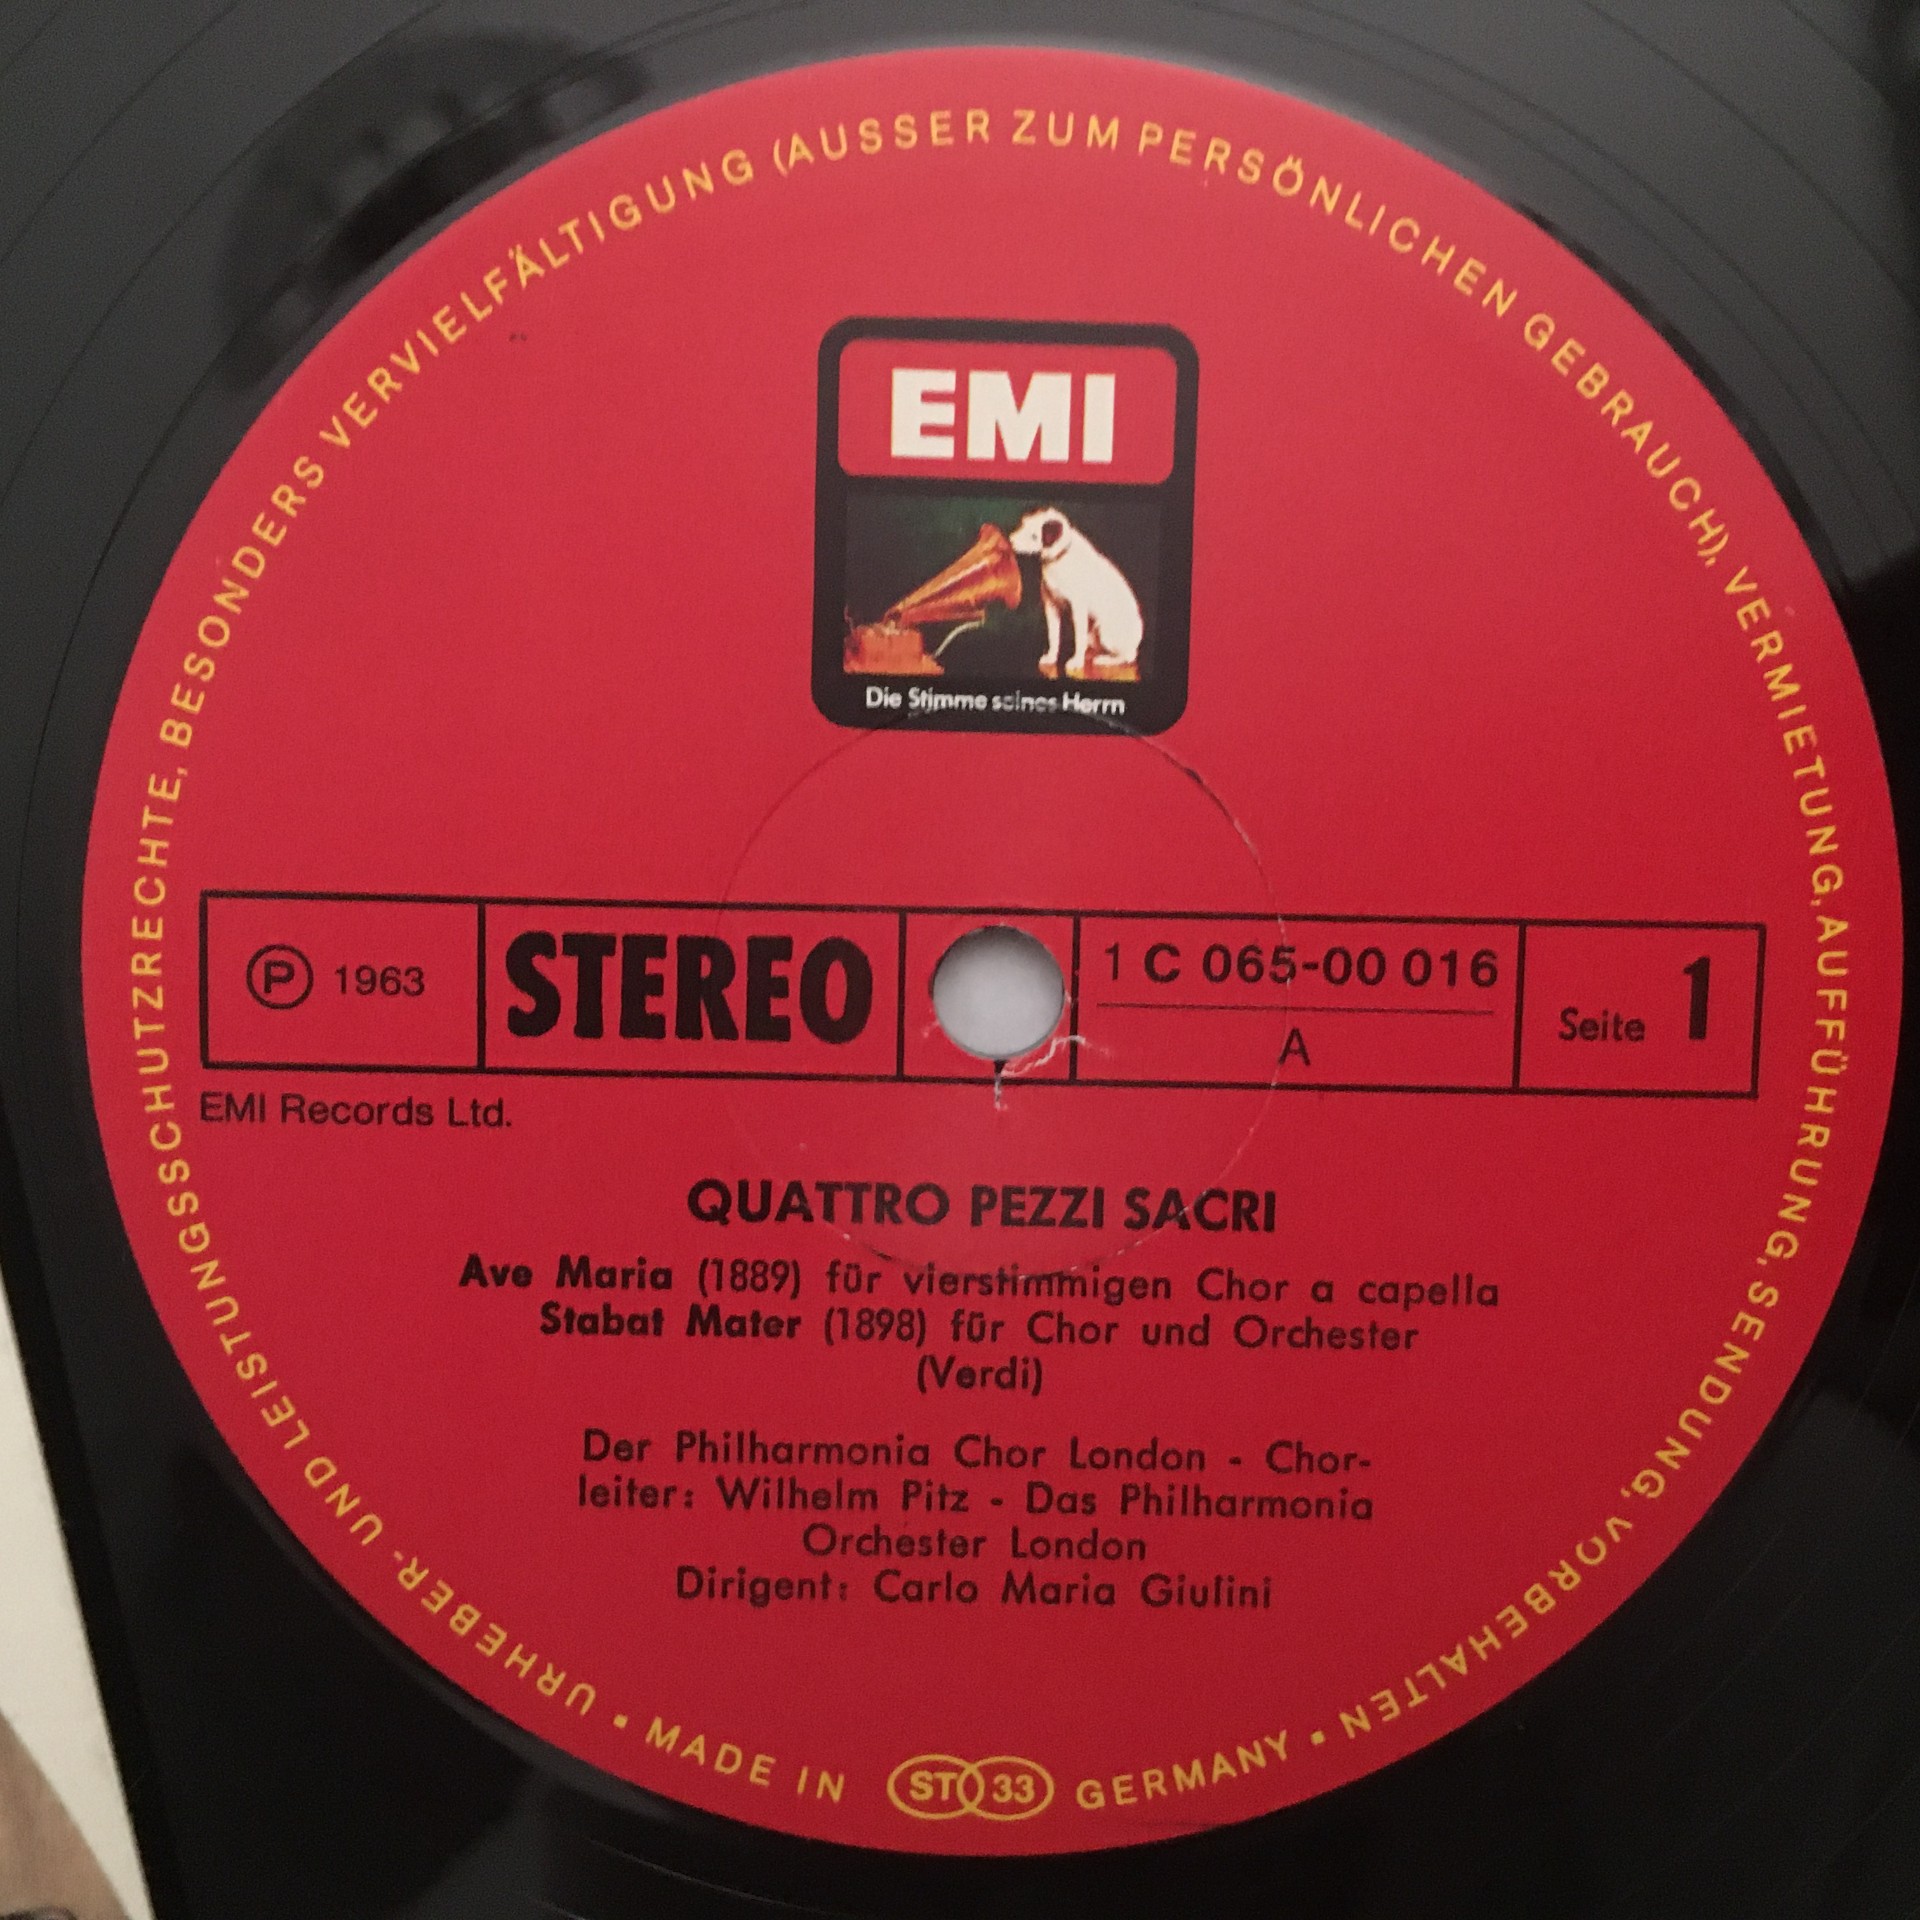 URHEBER- UND LEISTUNGSSCHUTZRECHTE, BESONDERS VERVIELFÄLTIGUNG (AUSSER ZUM PERSÖNLICHEN GEBRAUCH), VERMIETUNG, AUFFÜHRUNG, SENDUNG, VORBEHALTEN
EMI
Die Stimme seines Herrn
Ⓟ 1963
STEREO
1 C 065-00 016
A
Seite 1
EMI Records Ltd.
QUATTRO PEZZI SACRI
Ave Maria (1889) für vierstimmigen Chor a capella
Stabat Mater (1898) für Chor und Orchester
(Verdi)
Der Philharmonia Chor London - Chor-
leiter: Wilhelm Pitz - Das Philharmonia
Orchester London
Dirigent: Carlo Maria Giulini
MADE IN ST 33 GERMANY